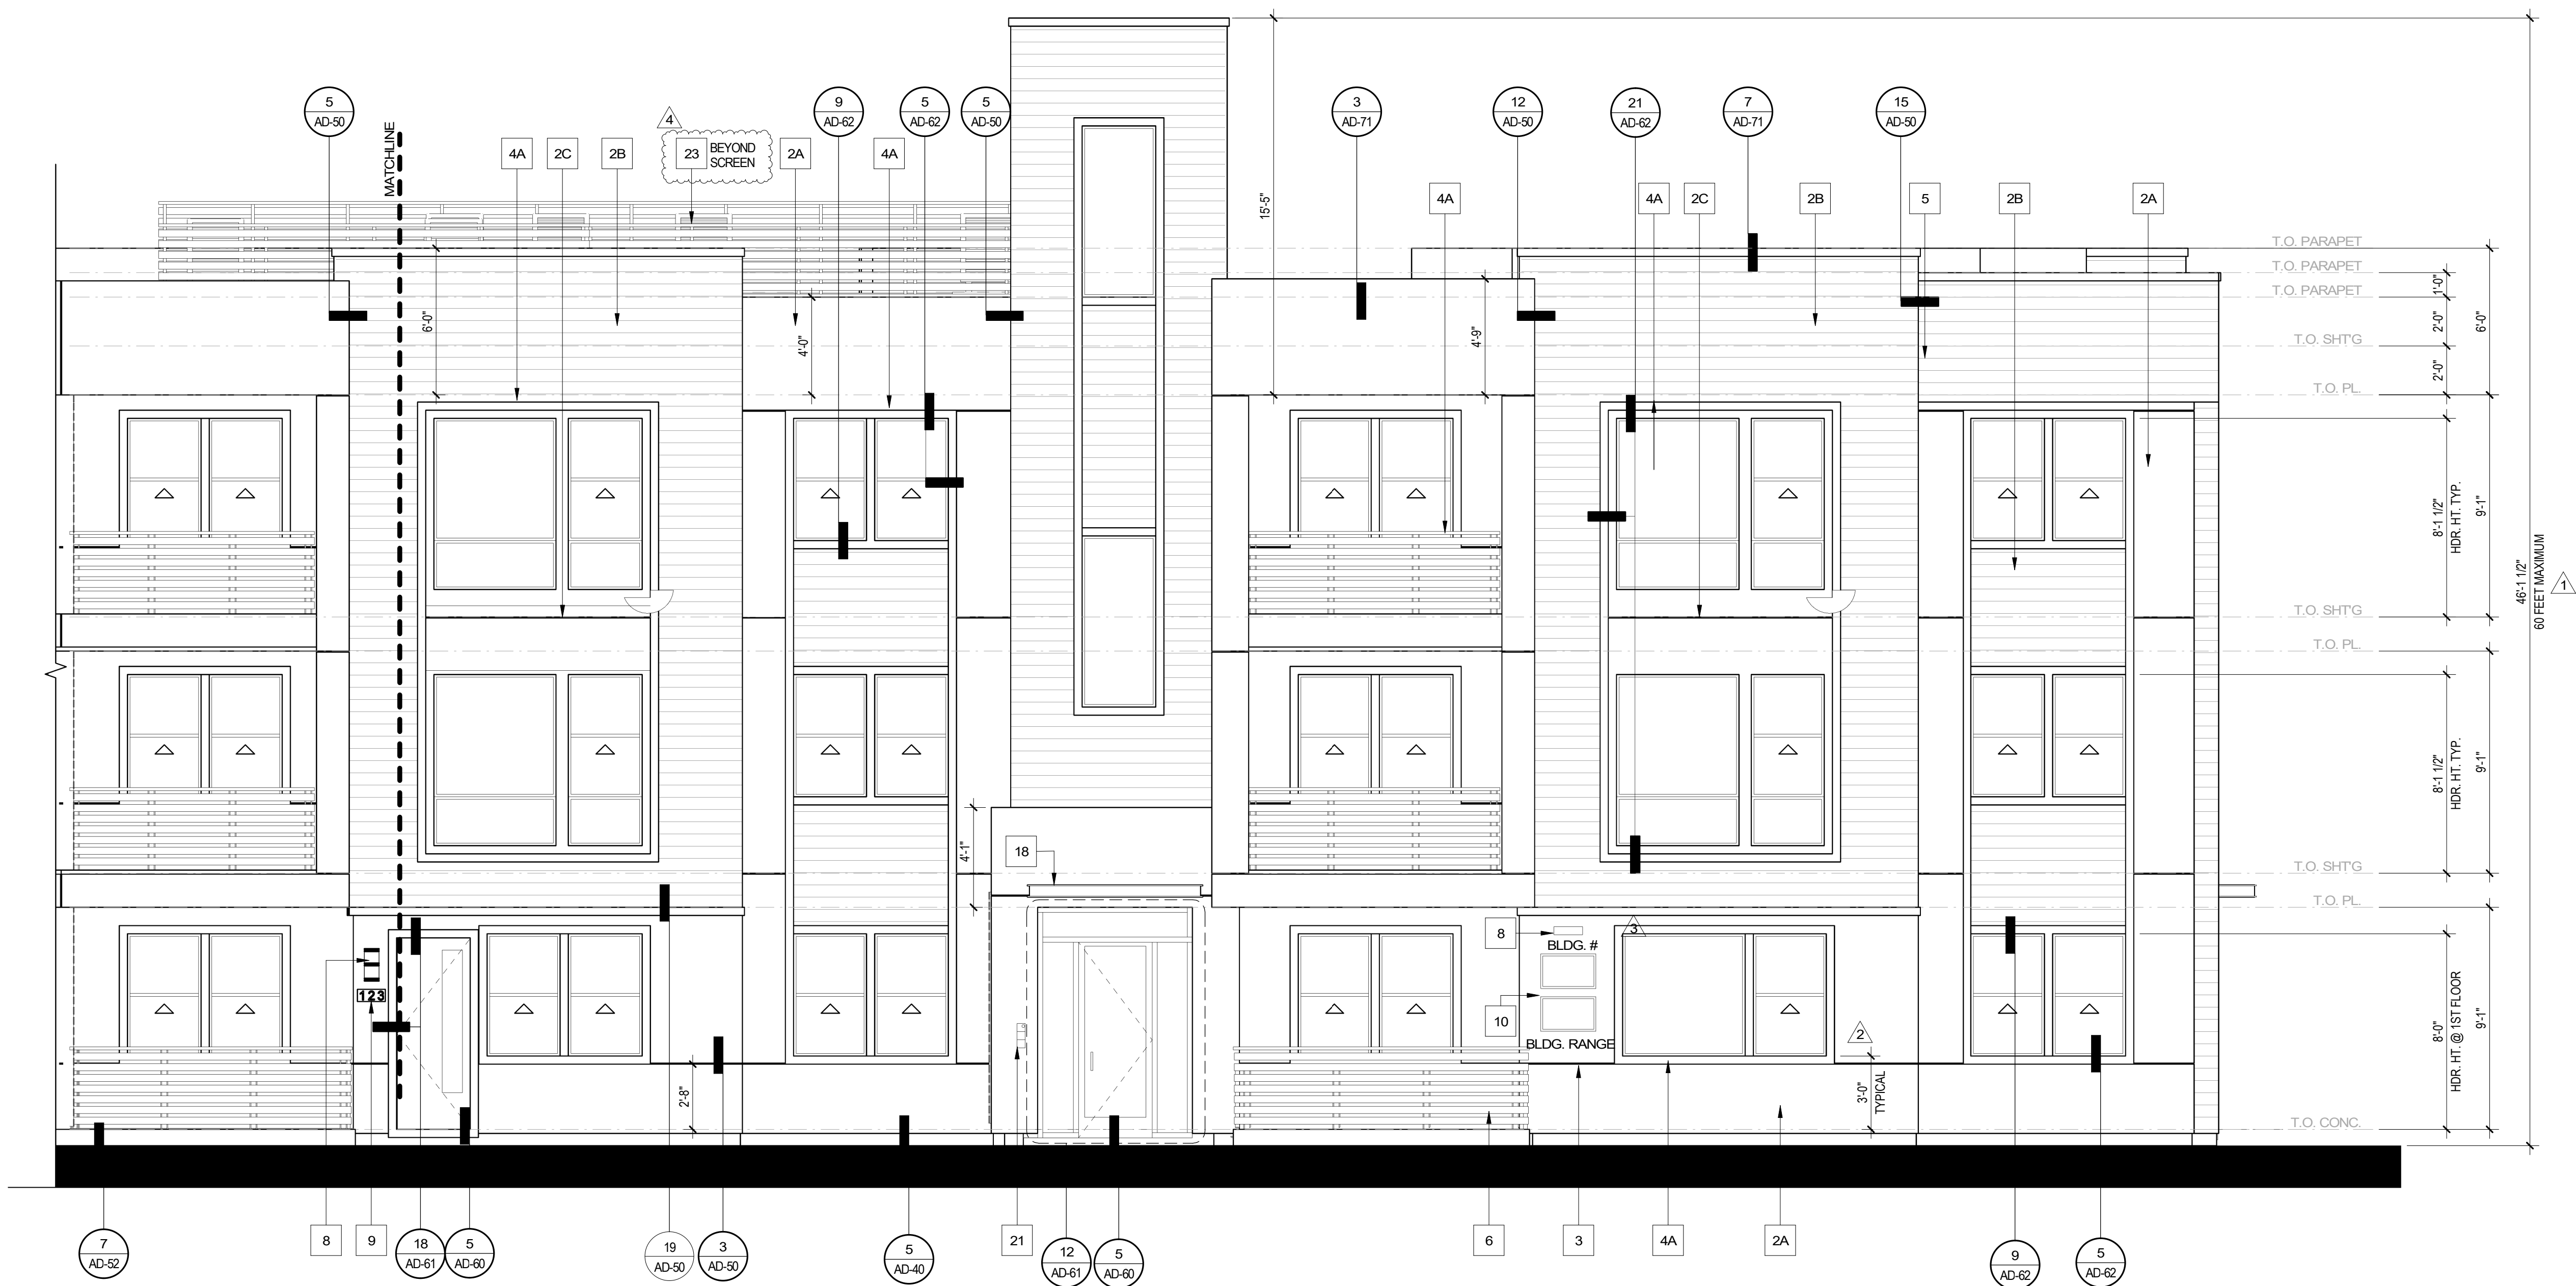 5
AD-50
MATCHLINE
4A
2C
2B
4
23
BEYOND
SCREEN
2A
9
AD-62
4A
5
AD-62
5
AD-50
15'-5"
3
AD-71
4A
12
AD-50
21
AD-62
4A
2C
7
AD-71
2B
15
AD-50
5
2B
2A
T.O. PARAPET
T.O. PARAPET
T.O. PARAPET
T.O. SHT'G
T.O. PL.
1'-0"
2'-0"
2'-0"
6'-0"
6'-0"
4'-0"
4'-9"
8'-1 1/2"
HDR. HT. TYP.
9'-1"
46'-1 1/2"
60 FEET MAXIMUM
1
T.O. SHT'G
T.O. PL.
8'-1 1/2"
HDR. HT. TYP.
9'-1"
4'-1"
18
T.O. SHT'G
T.O. PL.
8
BLDG. #
3
10
BLDG. RANGE
2
123
2'-8"
3'-0"
TYPICAL
8'-0"
HDR. HT. @ 1ST FLOOR
9'-1"
T.O. CONC.
7
AD-52
8
9
18
AD-61
5
AD-60
19
AD-50
3
AD-50
5
AD-40
21
12
AD-61
5
AD-60
6
3
4A
2A
9
AD-62
5
AD-62